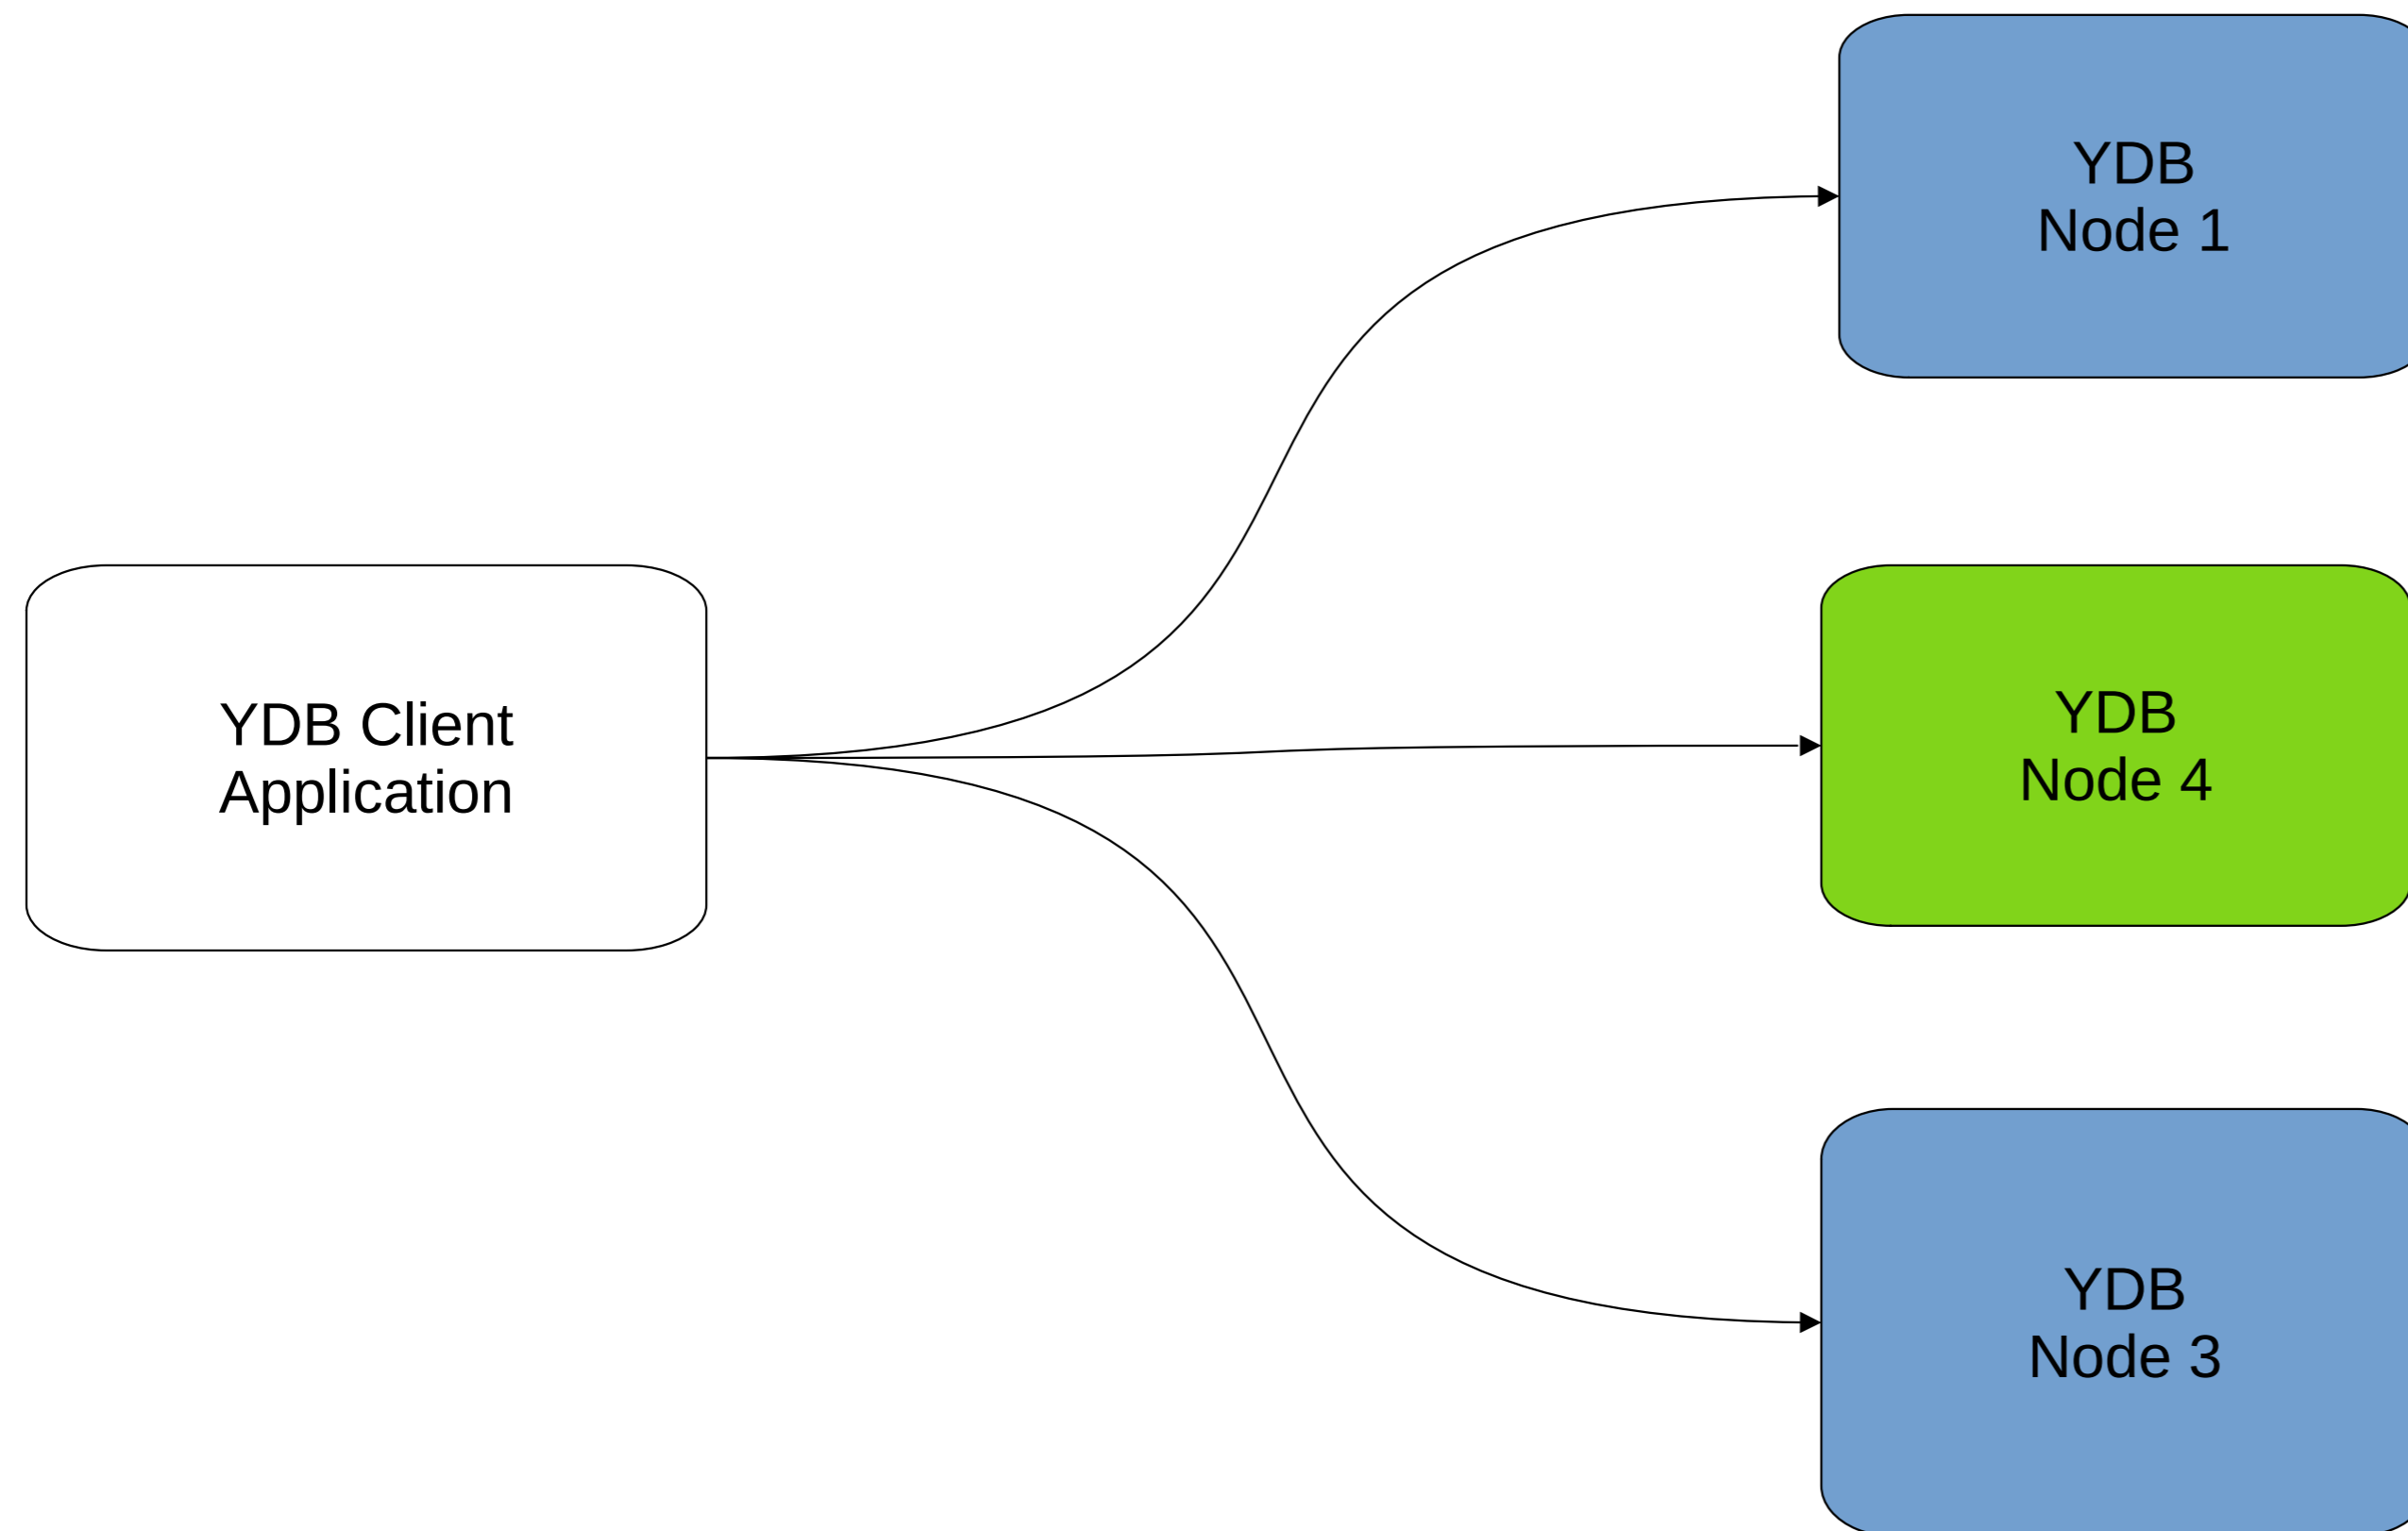 YDB
Node 1
YDB Client
Application
YDB
Node 4
YDB
Node 3